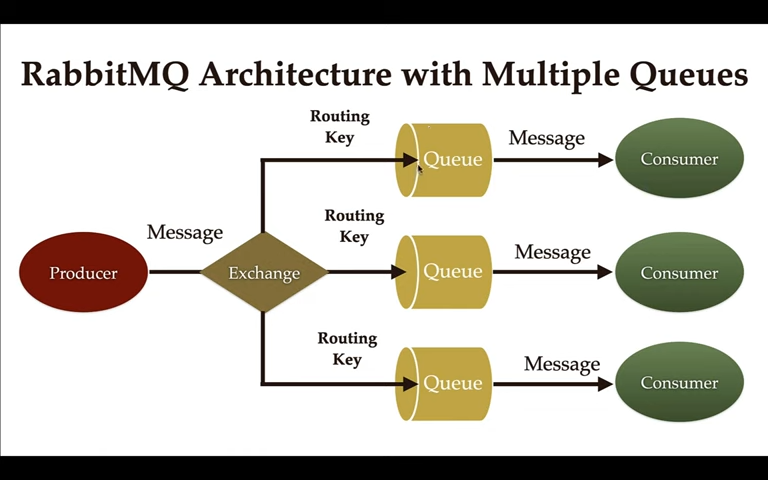 RabbitMQ Architecture with Multiple Queues
Routing
Key
Queue
Message
Consumer
Producer
Message
Exchange
Routing
Key
Queue
Message
Consumer
Routing
Key
Queue
Message
Consumer